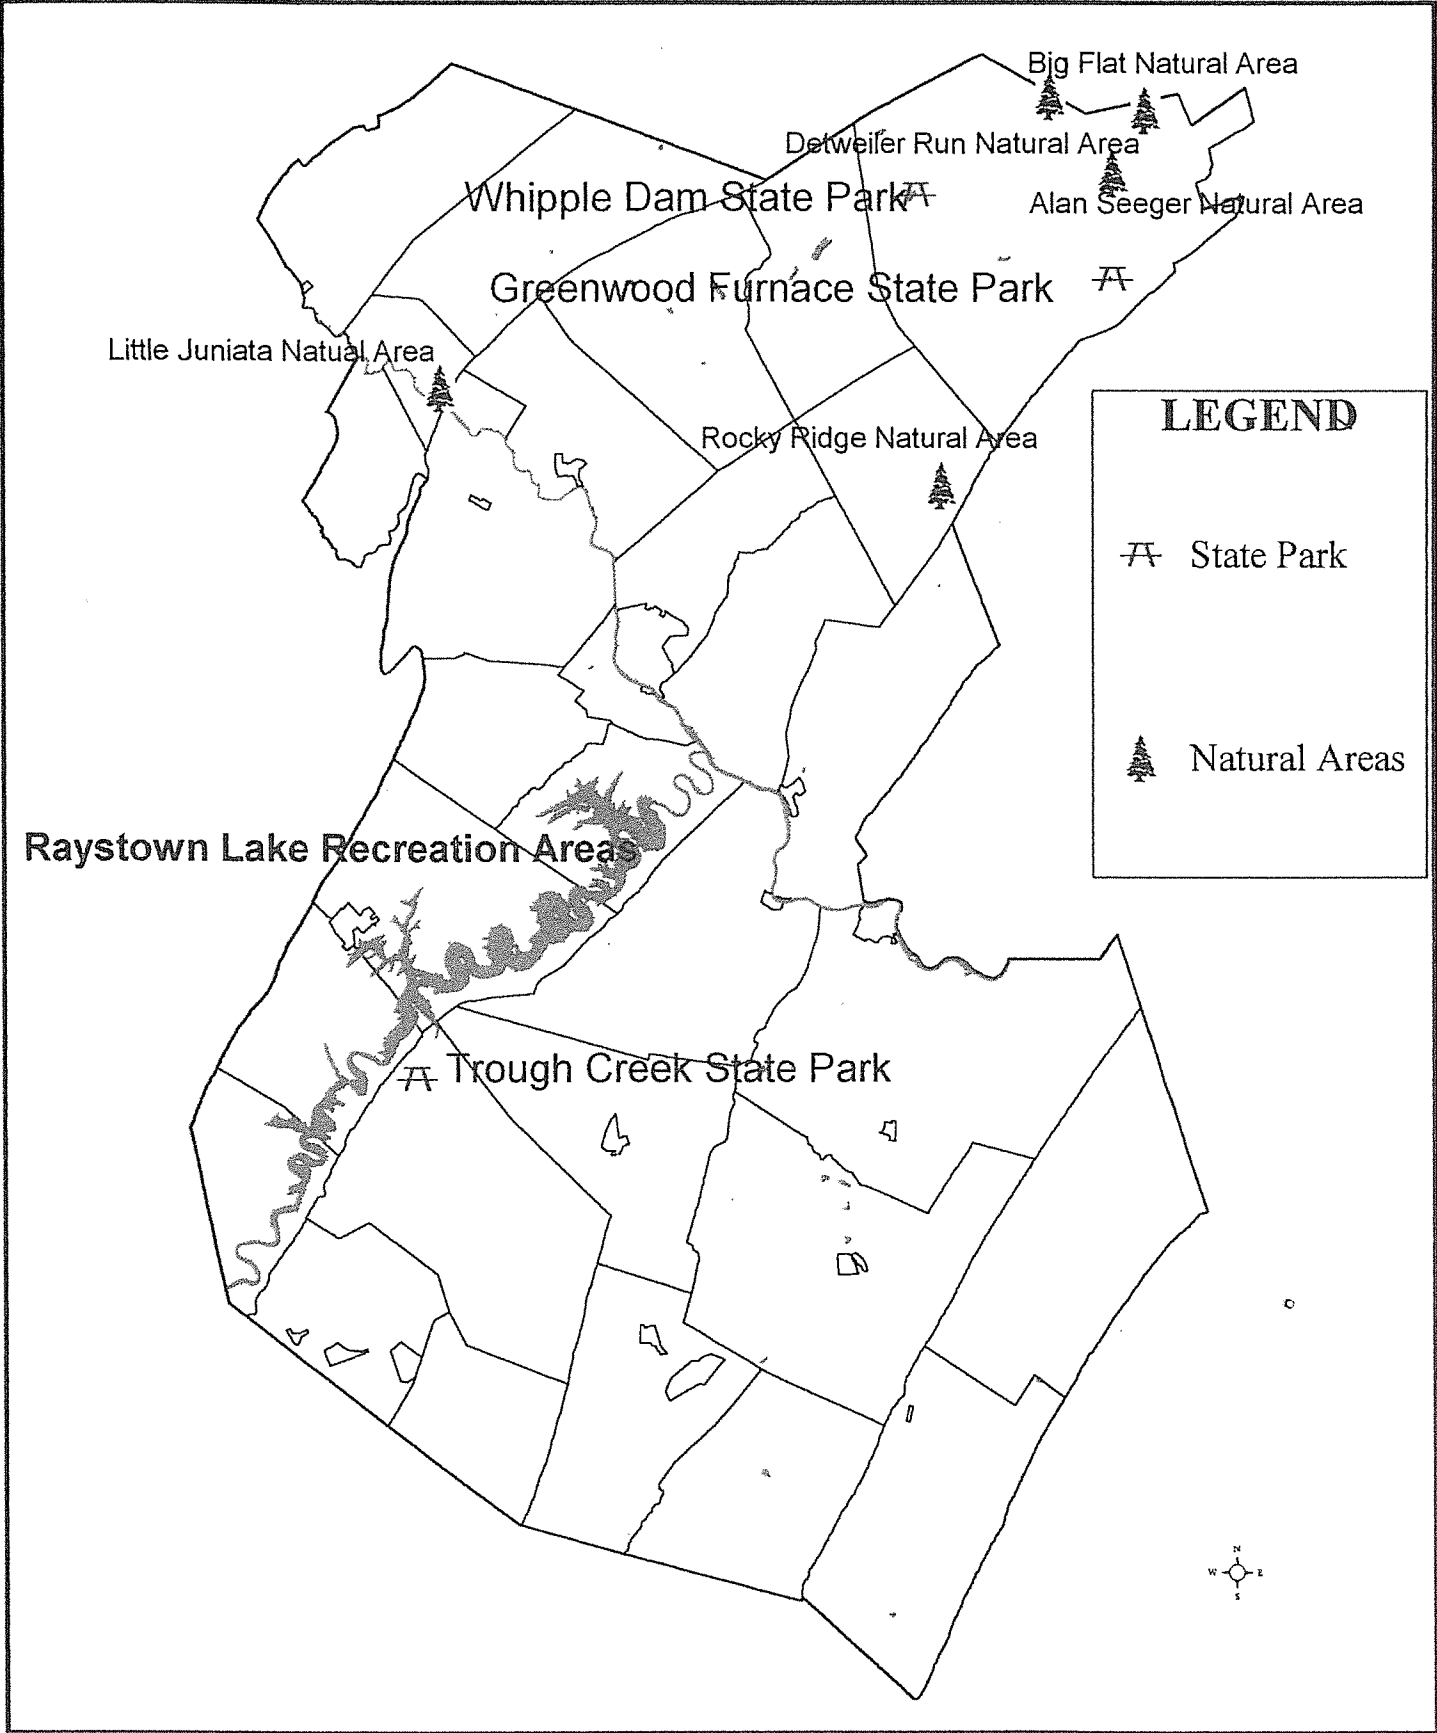 Big Flat Natural Area
Detweiler Run Natural Area
Whipple Dam State Park
Alan Seeger Natural Area
Greenwood Furnace State Park
Little Juniata Natual Area
LEGEND
Rocky Ridge Natural Area
State Park
Natural Areas
Raystown Lake Recreation Areas
Trough Creek State Park
N
W E
S